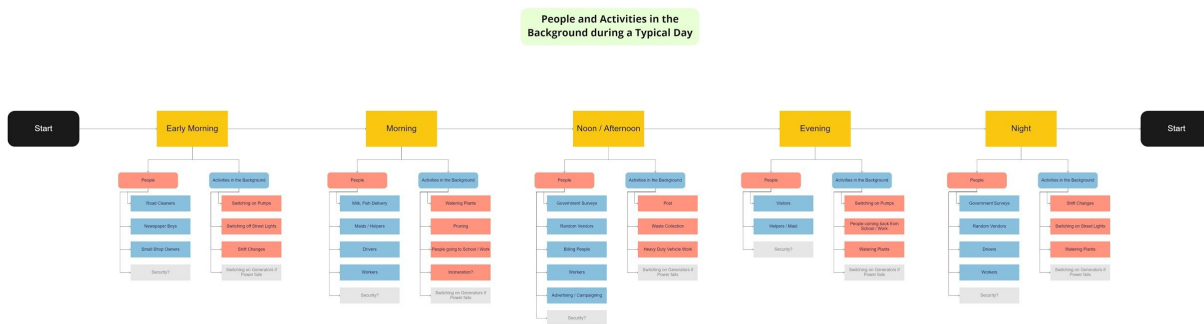 People and Activities in the
Background during a Typical Day
Start
Early Morning
Morning
Noon / Afternoon
Evening
Night
Start
People
Activities in the Background
Road Cleaners
Switching on Pumps
Newspaper Boys
Switching off Street Lights
Small Shop Owners
Shift Changes
Security?
Switching on Generators if
Power fails
People
Activities in the Background
Milk, Fish Delivery
Watering Plants
Maids / Helpers
Pruning
Drivers
People going to School / Work
Workers
Incineration?
Security?
Switching on Generators if
Power fails
People
Activities in the Background
Government Surveys
Post
Random Vendors
Waste Collection
Billing People
Heavy Duty Vehicle Work
Workers
Switching on Generators if
Power fails
Advertising / Campaigning
Security?
People
Activities in the Background
Visitors
Switching on Pumps
Helpers / Maid
People coming back from
School / Work
Watering Plants
Switching on Generators if
Power fails
People
Activities in the Background
Government Surveys
Shift Changes
Random Vendors
Switching on Street Lights
Drivers
Watering Plants
Workers
Switching on Generators if
Power fails
Security?